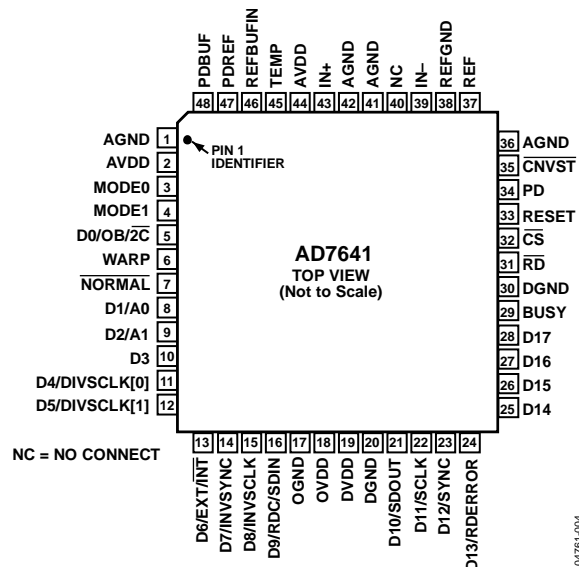 48 PDBUF
47 PDREF
46 REFBUFIN
45 TEMP
44 AVDD
43 IN+
42 AGND
41 AGND
40 NC
39 IN–
38 REFGND
37 REF
AGND 1
AVDD 2
MODE0 3
MODE1 4
D0/OB/2C 5
WARP 6
NORMAL 7
D1/A0 8
D2/A1 9
D3 10
D4/DIVSCLK[0] 11
D5/DIVSCLK[1] 12
PIN 1
IDENTIFIER
AD7641
TOP VIEW
(Not to Scale)
36 AGND
35 CNVST
34 PD
33 RESET
32 CS
31 RD
30 DGND
29 BUSY
28 D17
27 D16
26 D15
25 D14
NC = NO CONNECT
13 D6/EXT/INT
14 D7/INVSYNC
15 D8/INVSCLK
16 D9/RDC/SDIN
17 OGND
18 OVDD
19 DVDD
20 DGND
21 D10/SDOUT
22 D11/SCLK
23 D12/SYNC
24 D13/RDERROR
04761-004